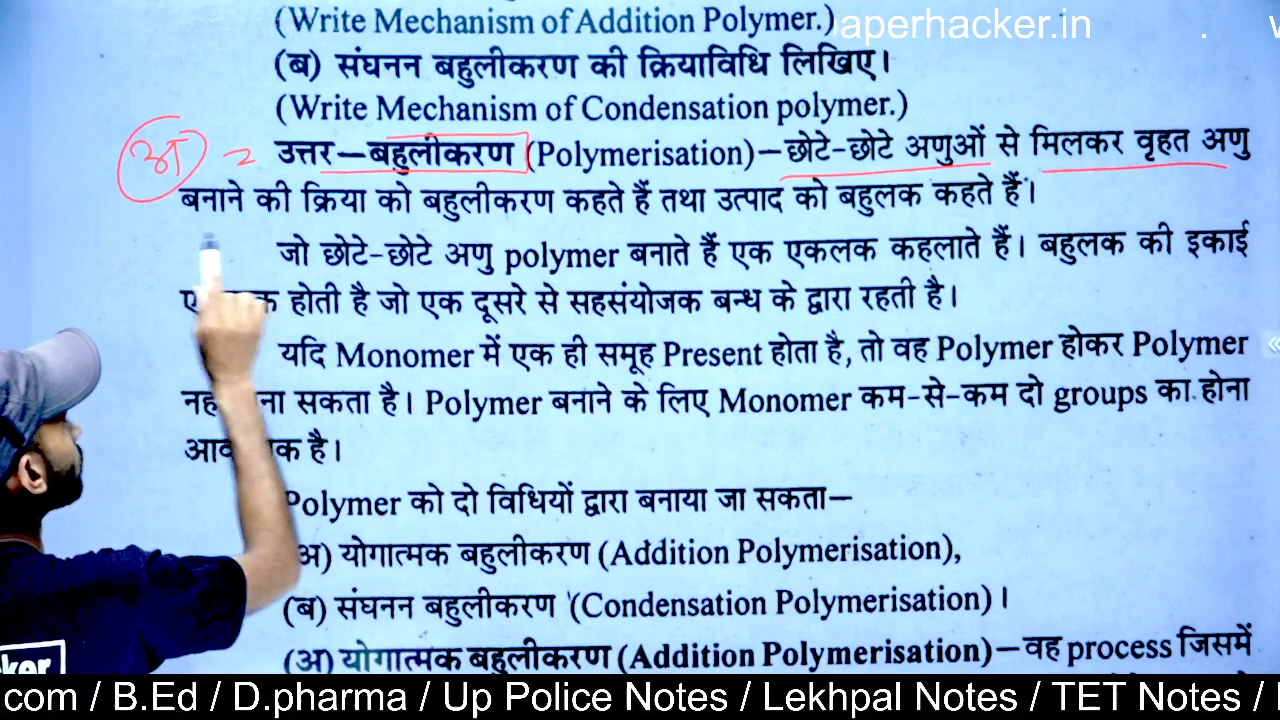 (Write Mechanism of Addition Polymer.)
aperhacker.in
(ब) संघनन बहुलीकरण की क्रियाविधि लिखिए।
(Write Mechanism of Condensation polymer.)
अ = उत्तर—बहुलीकरण (Polymerisation)—छोटे-छोटे अणुओं से मिलकर वृहत अणु
बनाने की क्रिया को बहुलीकरण कहते हैं तथा उत्पाद को बहुलक कहते हैं।
जो छोटे-छोटे अणु polymer बनाते हैं एक एकलक कहलाते हैं। बहुलक की इकाई
होती है जो एक दूसरे से सहसंयोजक बन्ध के द्वारा रहती है।
यदि Monomer में एक ही समूह Present होता है, तो वह Polymer होकर Polymer
सकता है। Polymer बनाने के लिए Monomer कम-से-कम दो groups का होना
है।
Polymer को दो विधियों द्वारा बनाया जा सकता—
(अ) योगात्मक बहुलीकरण (Addition Polymerisation),
(ब) संघनन बहुलीकरण (Condensation Polymerisation)।
(अ) योगात्मक बहुलीकरण (Addition Polymerisation)—वह process जिसमें
com / B.Ed / D.pharma / Up Police Notes / Lekhpal Notes / TET Notes /